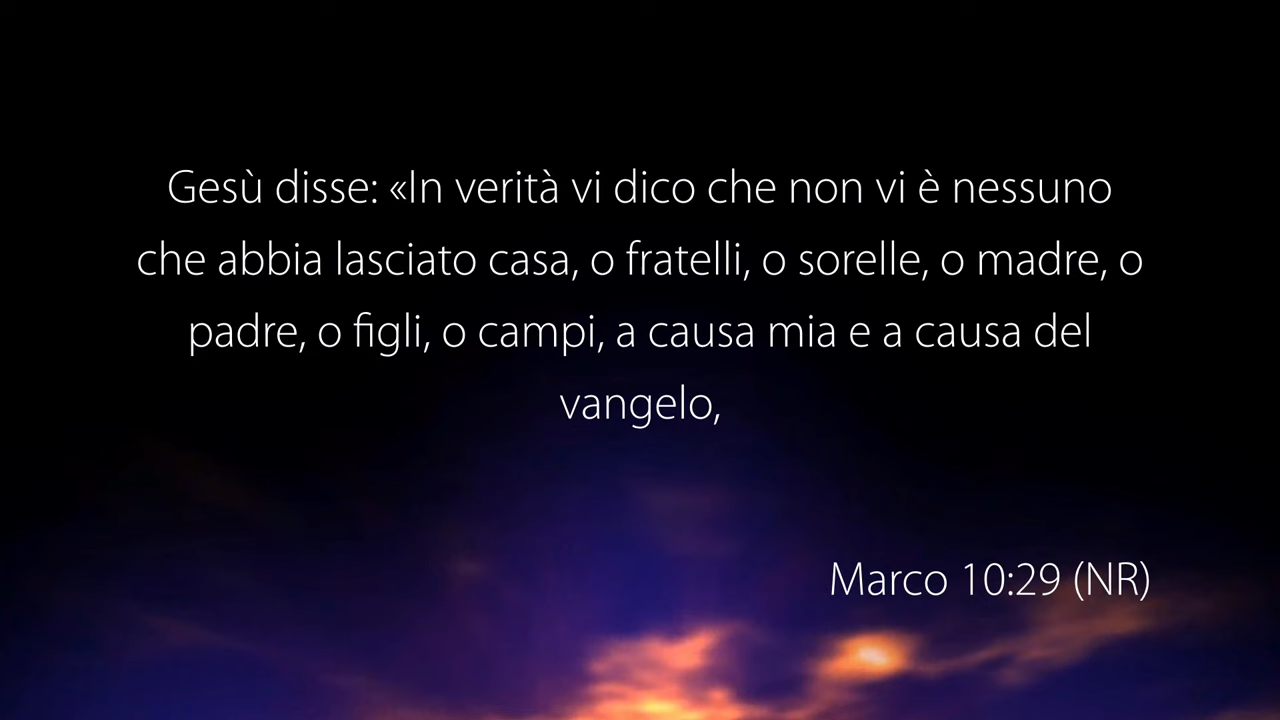 Gesù disse: «In verità vi dico che non vi è nessuno
che abbia lasciato casa, o fratelli, o sorelle, o madre, o
padre, o figli, o campi, a causa mia e a causa del
vangelo,
Marco 10:29 (NR)